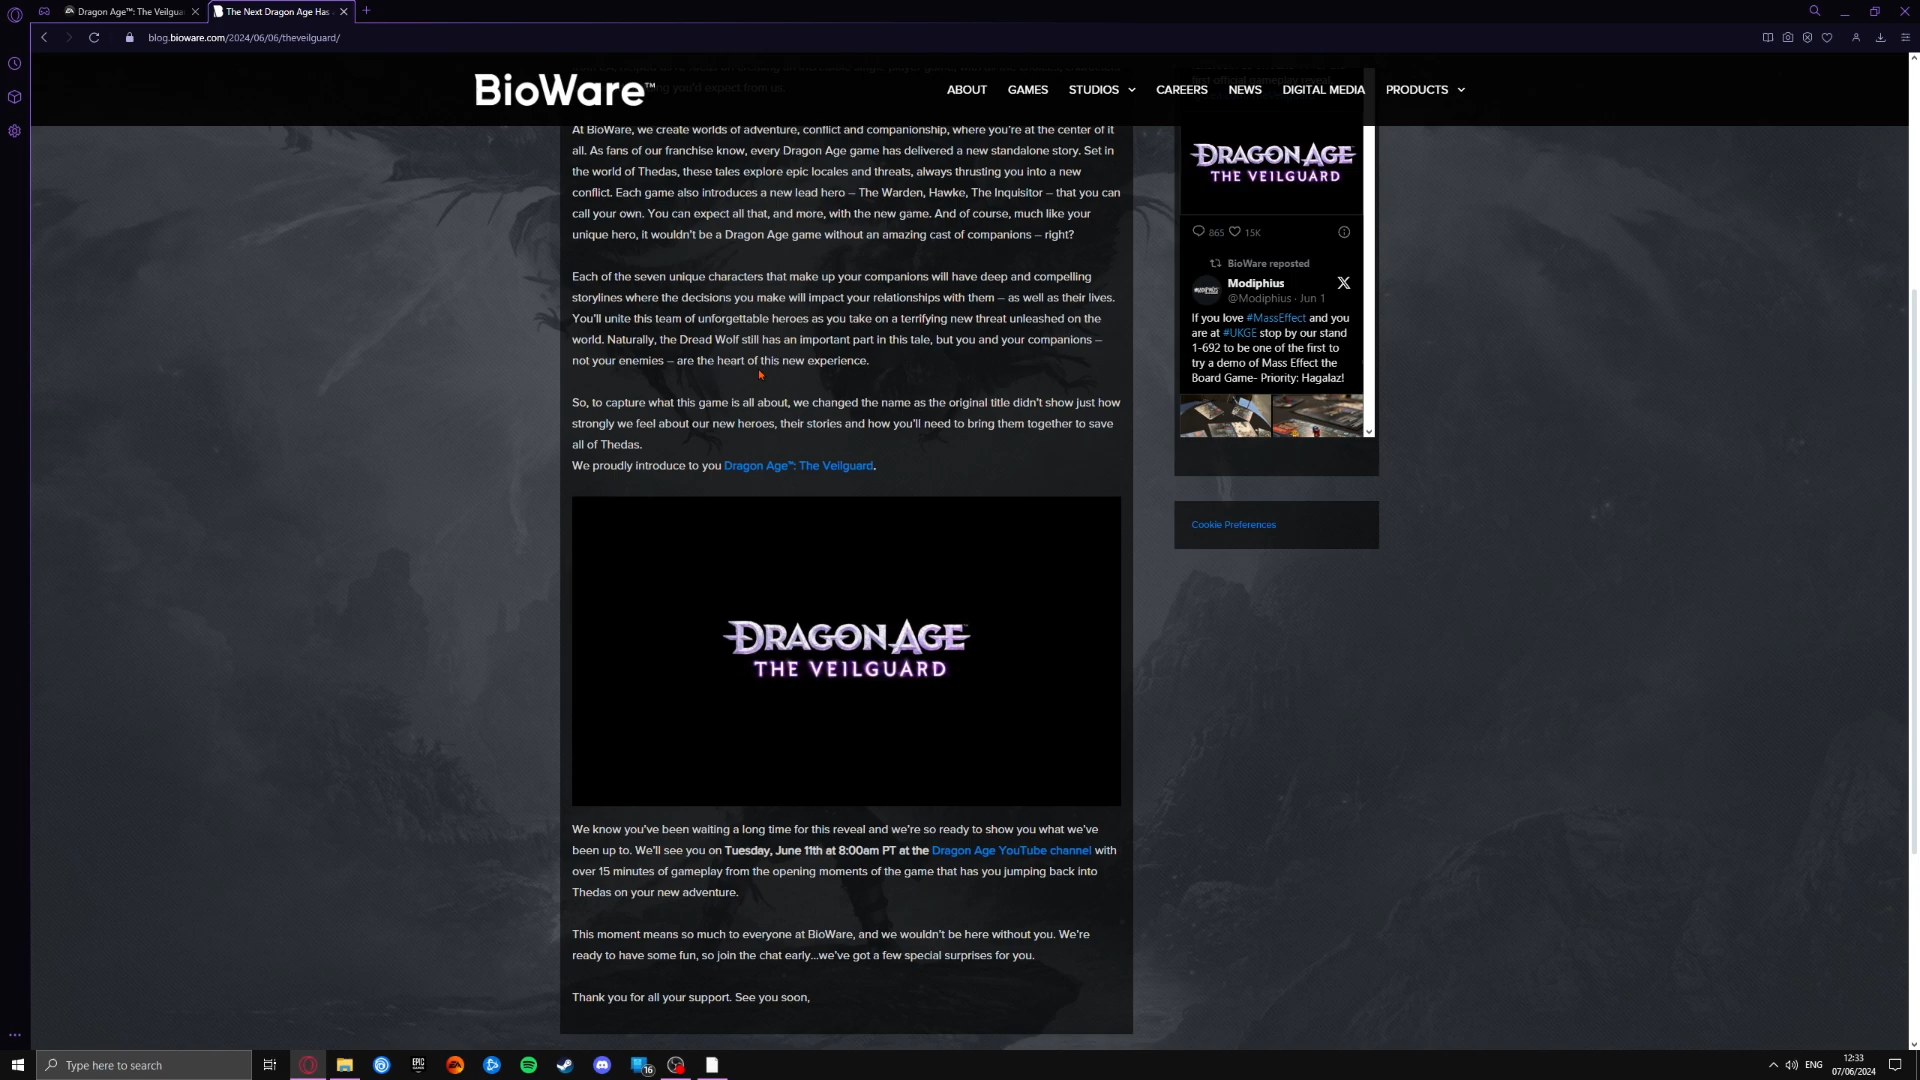 Dragon Age™: The Veilgua
The Next Dragon Age Has
blog.bioware.com/2024/06/06/theveilguard/
BioWare™
ABOUT
GAMES
STUDIOS
CAREERS
NEWS
DIGITAL MEDIA
PRODUCTS
you'd expect from us.
first official gameplay reveal
At BioWare, we create worlds of adventure, conflict and companionship, where you're at the center of it
all. As fans of our franchise know, every Dragon Age game has delivered a new standalone story. Set in
the world of Thedas, these tales explore epic locales and threats, always thrusting you into a new
conflict. Each game also introduces a new lead hero – The Warden, Hawke, The Inquisitor – that you can
call your own. You can expect all that, and more, with the new game. And of course, much like your
unique hero, it wouldn't be a Dragon Age game without an amazing cast of companions – right?
Each of the seven unique characters that make up your companions will have deep and compelling
storylines where the decisions you make will impact your relationships with them – as well as their lives.
You'll unite this team of unforgettable heroes as you take on a terrifying new threat unleashed on the
world. Naturally, the Dread Wolf still has an important part in this tale, but you and your companions –
not your enemies – are the heart of this new experience.
So, to capture what this game is all about, we changed the name as the original title didn't show just how
strongly we feel about our new heroes, their stories and how you'll need to bring them together to save
all of Thedas.
We proudly introduce to you Dragon Age™: The Veilguard.
DRAGON AGE™
THE VEILGUARD
We know you've been waiting a long time for this reveal and we're so ready to show you what we've
been up to. We'll see you on Tuesday, June 11th at 8:00am PT at the Dragon Age YouTube channel with
over 15 minutes of gameplay from the opening moments of the game that has you jumping back into
Thedas on your new adventure.
This moment means so much to everyone at BioWare, and we wouldn't be here without you. We're
ready to have some fun, so join the chat early...we've got a few special surprises for you.
Thank you for all your support. See you soon,
DRAGON AGE
THE VEILGUARD
865 15K
BioWare reposted
Modiphius
@Modiphius · Jun 1
If you love #MassEffect and you
are at #UKGE stop by our stand
1-692 to be one of the first to
try a demo of Mass Effect the
Board Game- Priority: Hagalaz!
Cookie Preferences
Type here to search
EPIC
EA
16
ENG
12:33
07/06/2024